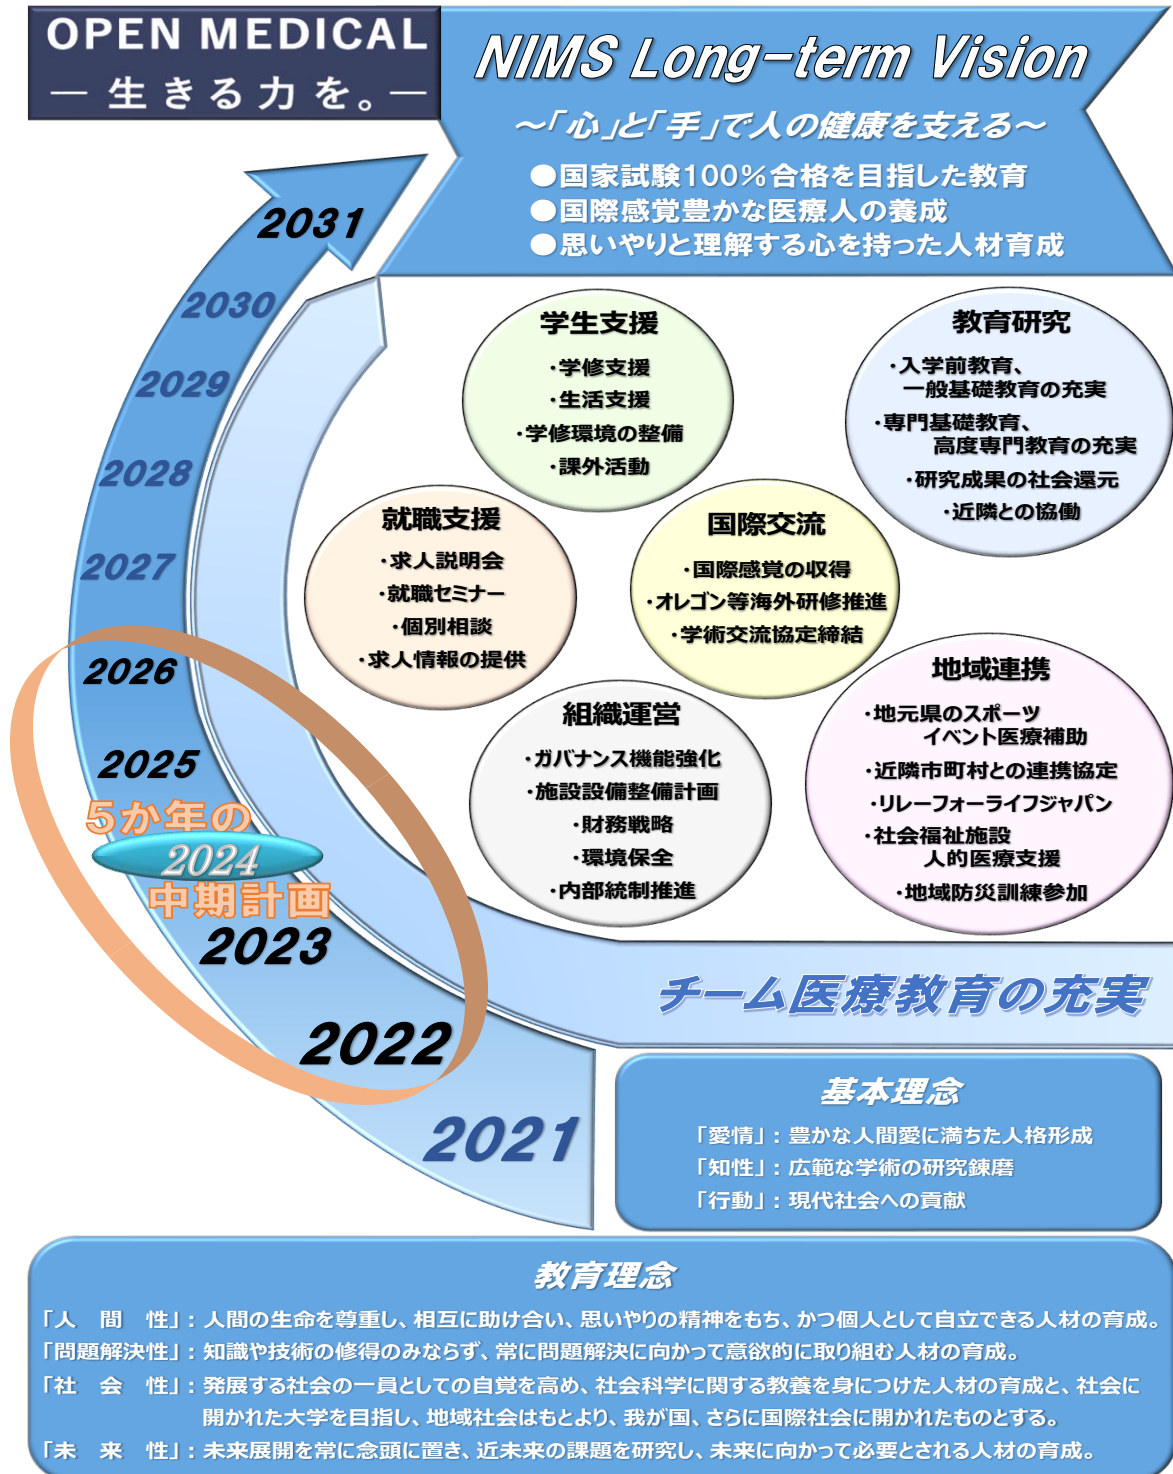 OPEN MEDICAL
― 生きる力を。―
NIMS Long-term Vision
～「心」と「手」で人の健康を支える～
●国家試験100％合格を目指した教育
●国際感覚豊かな医療人の養成
●思いやりと理解する心を持った人材育成
2031
2030
2029
2028
2027
2026
2025
5か年の
2024
中期計画
2023
2022
2021
学生支援
・学修支援
・生活支援
・学修環境の整備
・課外活動
教育研究
・入学前教育、
一般基礎教育の充実
・専門基礎教育、
高度専門教育の充実
・研究成果の社会還元
・近隣との協働
就職支援
・求人説明会
・就職セミナー
・個別相談
・求人情報の提供
国際交流
・国際感覚の収得
・オレゴン等海外研修推進
・学術交流協定締結
組織運営
・ガバナンス機能強化
・施設設備整備計画
・財務戦略
・環境保全
・内部統制推進
地域連携
・地元県のスポーツ
イベント医療補助
・近隣市町村との連携協定
・リレーフォーライフジャパン
・社会福祉施設
人的医療支援
・地域防災訓練参加
チーム医療教育の充実
基本理念
「愛情」：豊かな人間愛に満ちた人格形成
「知性」：広範な学術の研究錬磨
「行動」：現代社会への貢献
教育理念
「人　間　性」：人間の生命を尊重し、相互に助け合い、思いやりの精神をもち、かつ個人として自立できる人材の育成。
「問題解決性」：知識や技術の修得のみならず、常に問題解決に向かって意欲的に取り組む人材の育成。
「社　会　性」：発展する社会の一員としての自覚を高め、社会科学に関する教養を身につけた人材の育成と、社会に
開かれた大学を目指し、地域社会はもとより、我が国、さらに国際社会に開かれたものとする。
「未　来　性」：未来展開を常に念頭に置き、近未来の課題を研究し、未来に向かって必要とされる人材の育成。